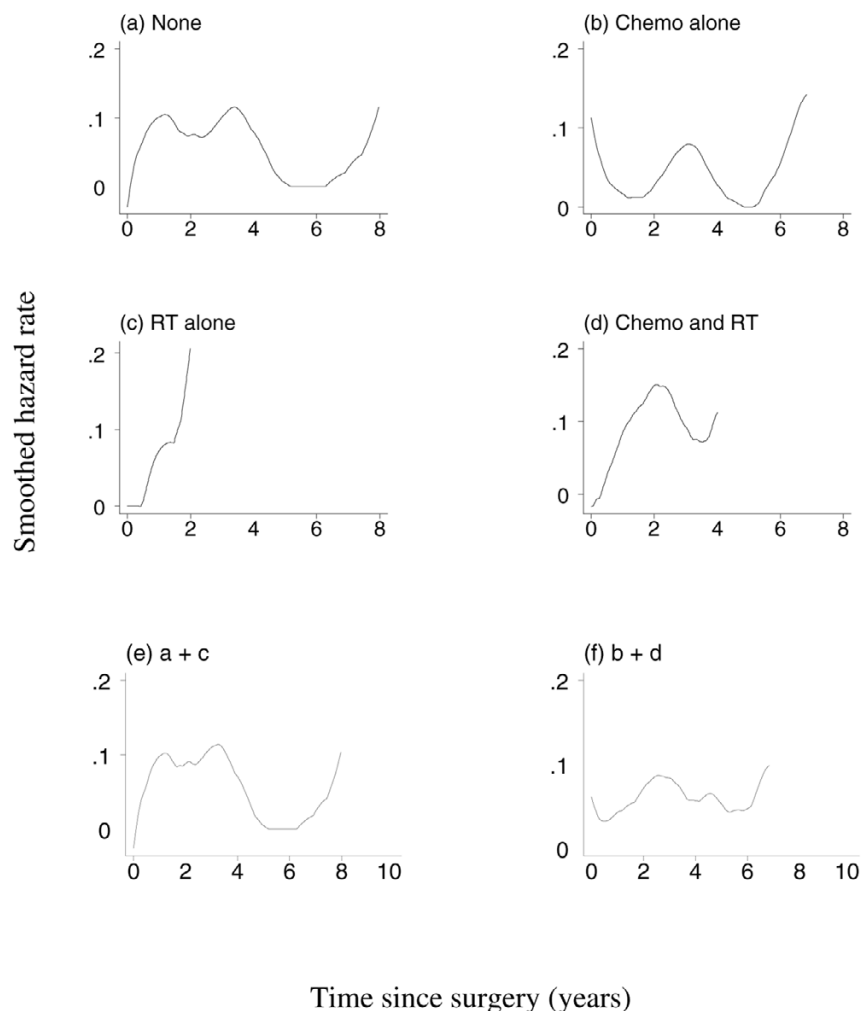 (a) None
(b) Chemo alone
.2
.1
0
0 2 4 6 8
.2
.1
0
0 2 4 6 8
(c) RT alone
(d) Chemo and RT
.2
.1
0
0 2 4 6 8
.2
.1
0
0 2 4 6 8
Smoothed hazard rate
(e) a + c
(f) b + d
.2
.1
0
0 2 4 6 8 10
.2
.1
0
0 2 4 6 8 10
Time since surgery (years)